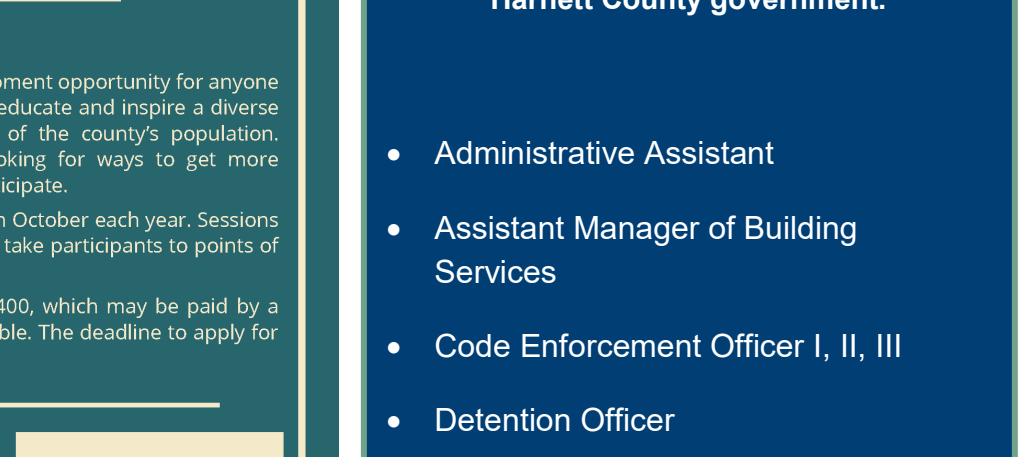 oment opportunity for anyone
educate and inspire a diverse
of the county's population.
oking for ways to get more
icipate.
n October each year. Sessions
take participants to points of
400, which may be paid by a
ble. The deadline to apply for
Harnett County government.
• Administrative Assistant
• Assistant Manager of Building
Services
• Code Enforcement Officer I, II, III
• Detention Officer